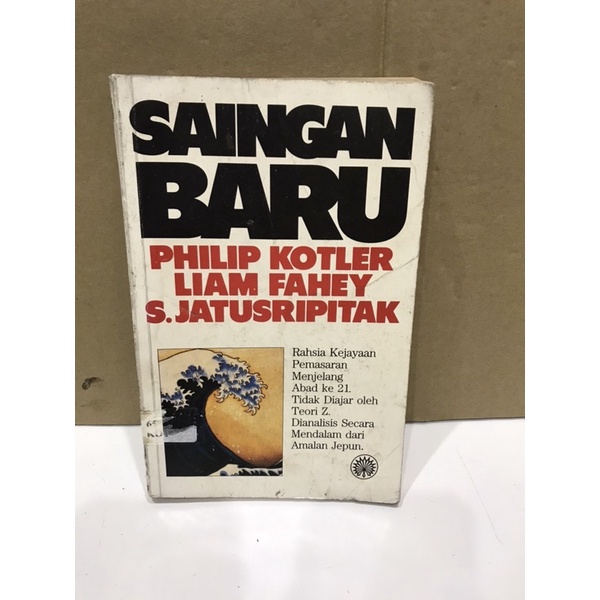 SAINGAN
BARU
PHILIP KOTLER
LIAM FAHEY
S.JATUSRIPITAK
Rahsia Kejayaan
Pemasaran
Menjelang
Abad ke 21.
Tidak Diajar oleh
Teori Z.
Dianalisis Secara
Mendalam dari
Amalan Jepun.